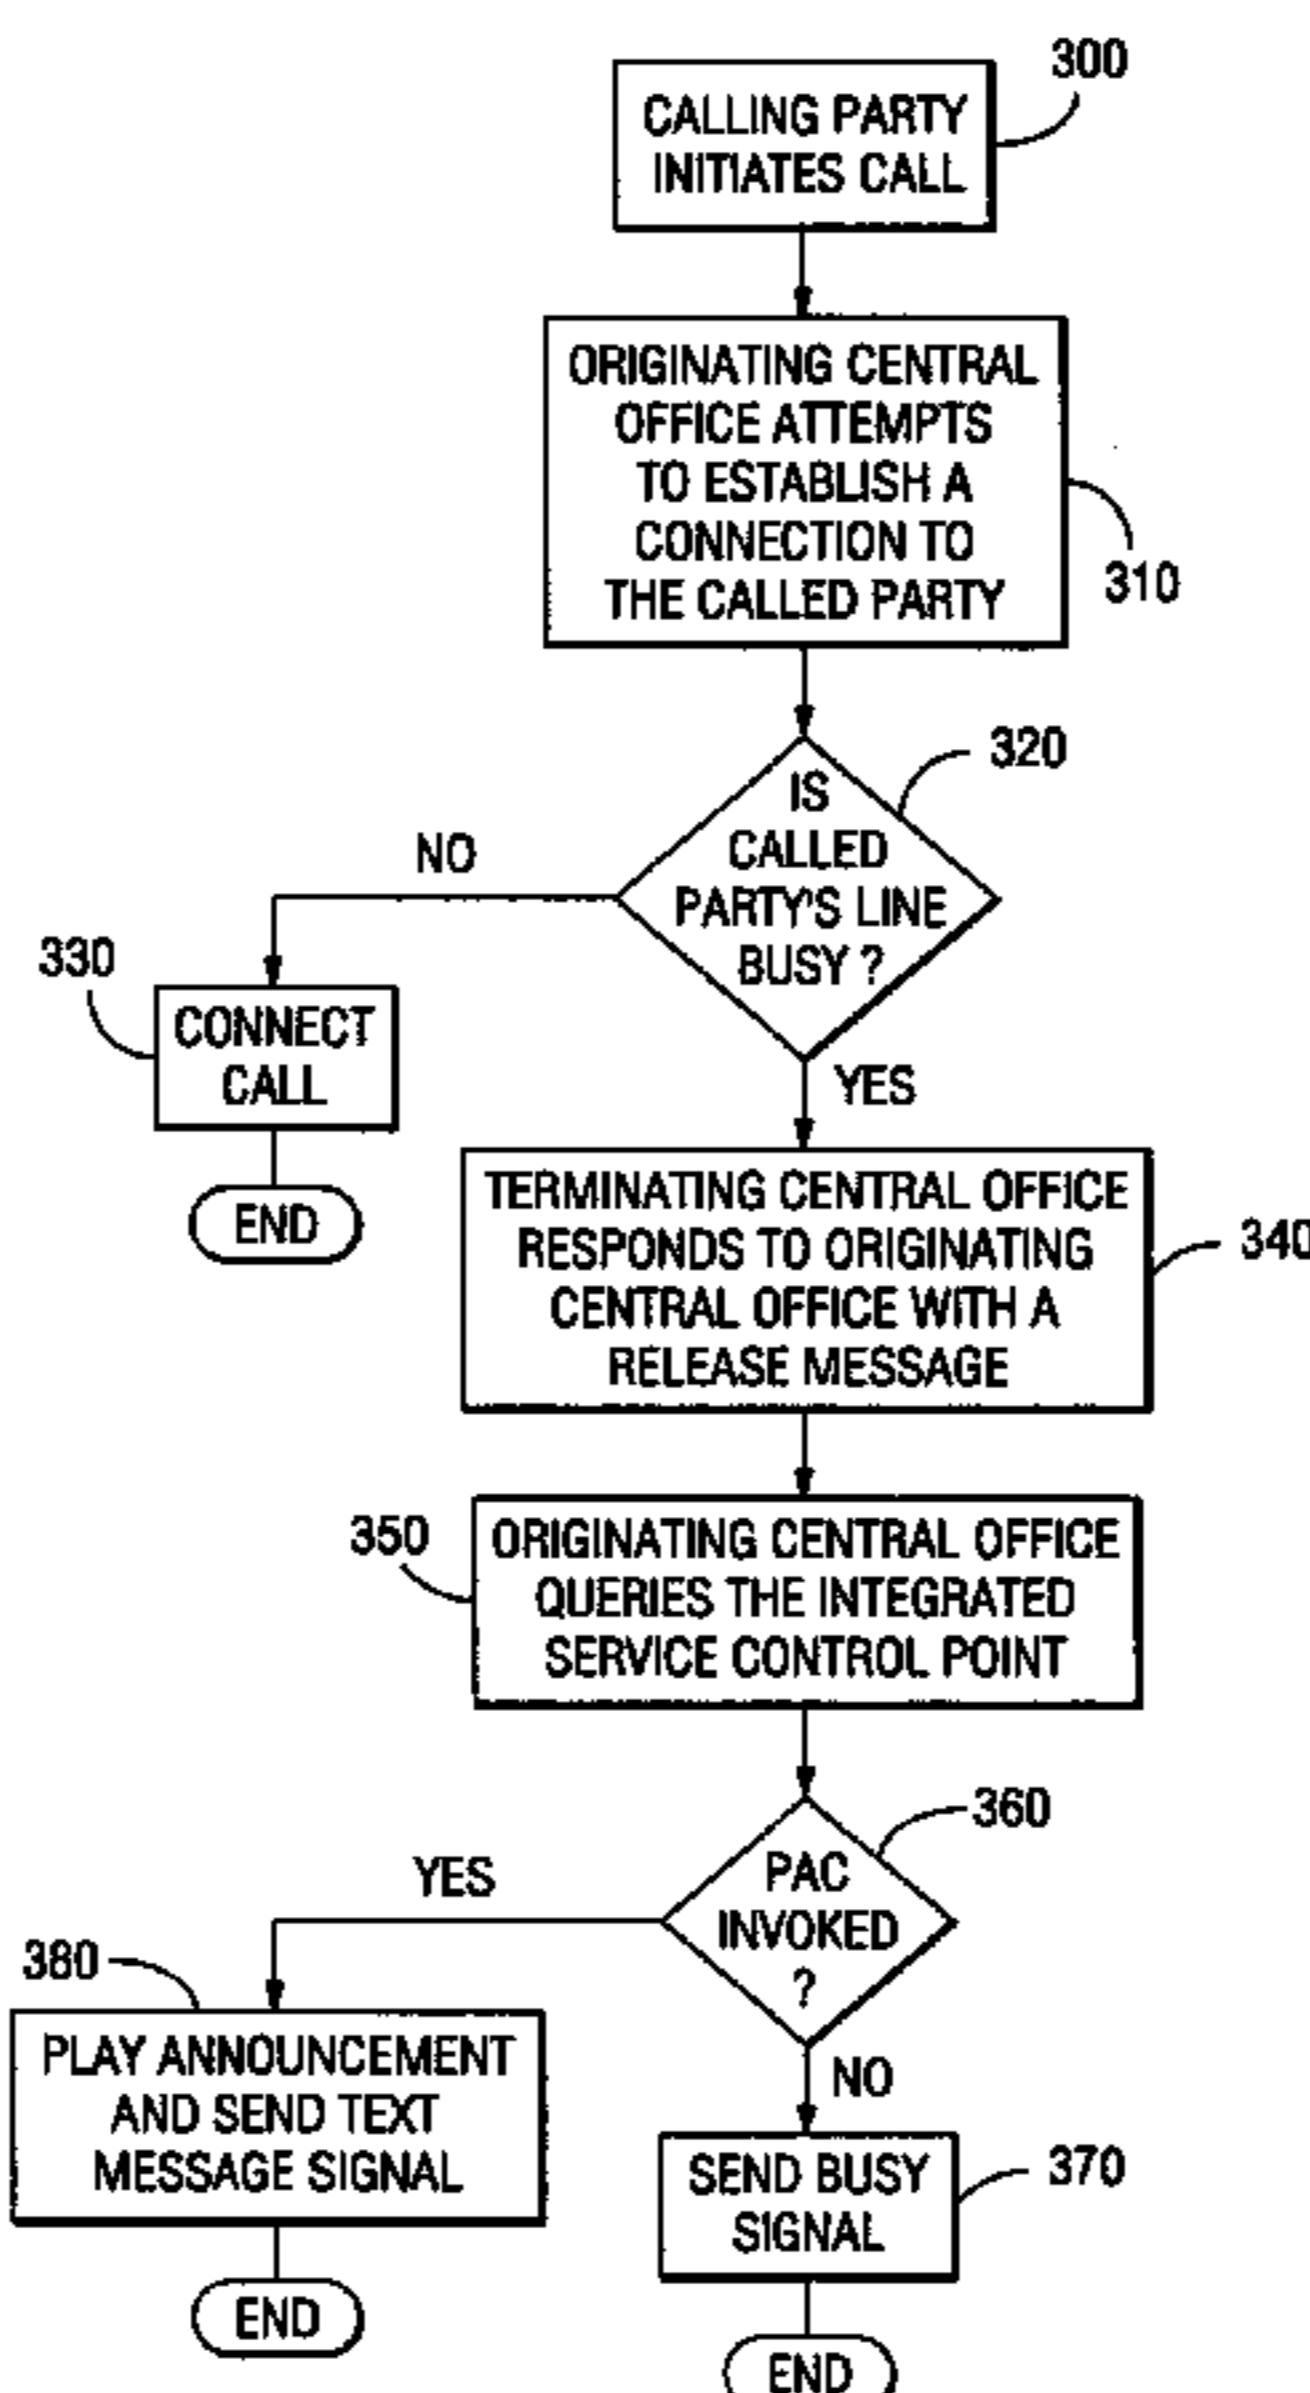 300
CALLING PARTY
INITIATES CALL
ORIGINATING CENTRAL
OFFICE ATTEMPTS
TO ESTABLISH A
CONNECTION TO
THE CALLED PARTY
310
320
IS
CALLED
PARTY'S LINE
BUSY ?
NO
330
CONNECT
CALL
END
YES
TERMINATING CENTRAL OFFICE
RESPONDS TO ORIGINATING
CENTRAL OFFICE WITH A
RELEASE MESSAGE
340
350
ORIGINATING CENTRAL OFFICE
QUERIES THE INTEGRATED
SERVICE CONTROL POINT
360
PAC
INVOKED
?
YES
380
PLAY ANNOUNCEMENT
AND SEND TEXT
MESSAGE SIGNAL
END
NO
SEND BUSY
SIGNAL
370
END